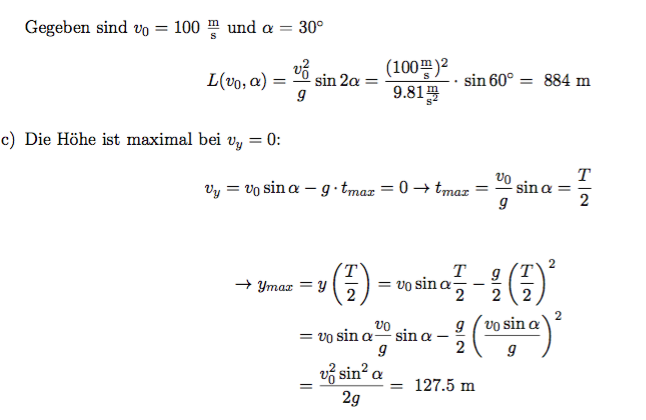 Gegeben sind v₀ = 100 m/s und α = 30°
L(v₀, α) = v₀²/g sin 2α = (100 m/s)²/(9.81 m/s²) · sin 60° = 884 m
c) Die Höhe ist maximal bei v_y = 0:
v_y = v₀ sin α − g · t_max = 0 → t_max = v₀/g sin α = T/2
→ y_max = y(T/2) = v₀ sin α T/2 − g/2 (T/2)²
= v₀ sin α v₀/g sin α − g/2 (v₀ sin α/g)²
= v₀² sin² α/2g = 127.5 m